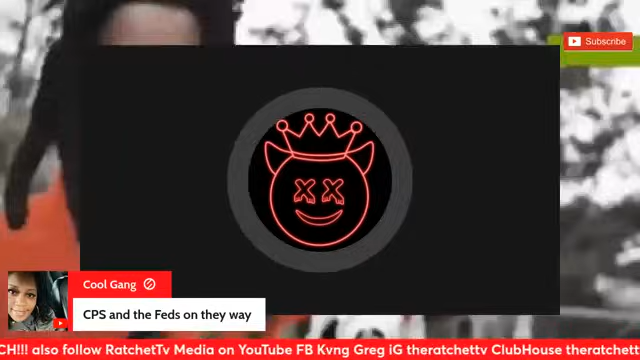 Subscribe
Cool Gang
CPS and the Feds on they way
CH!!! also follow RatchetTv Media on YouTube FB Kvng Greg iG theratchettv ClubHouse theratchett